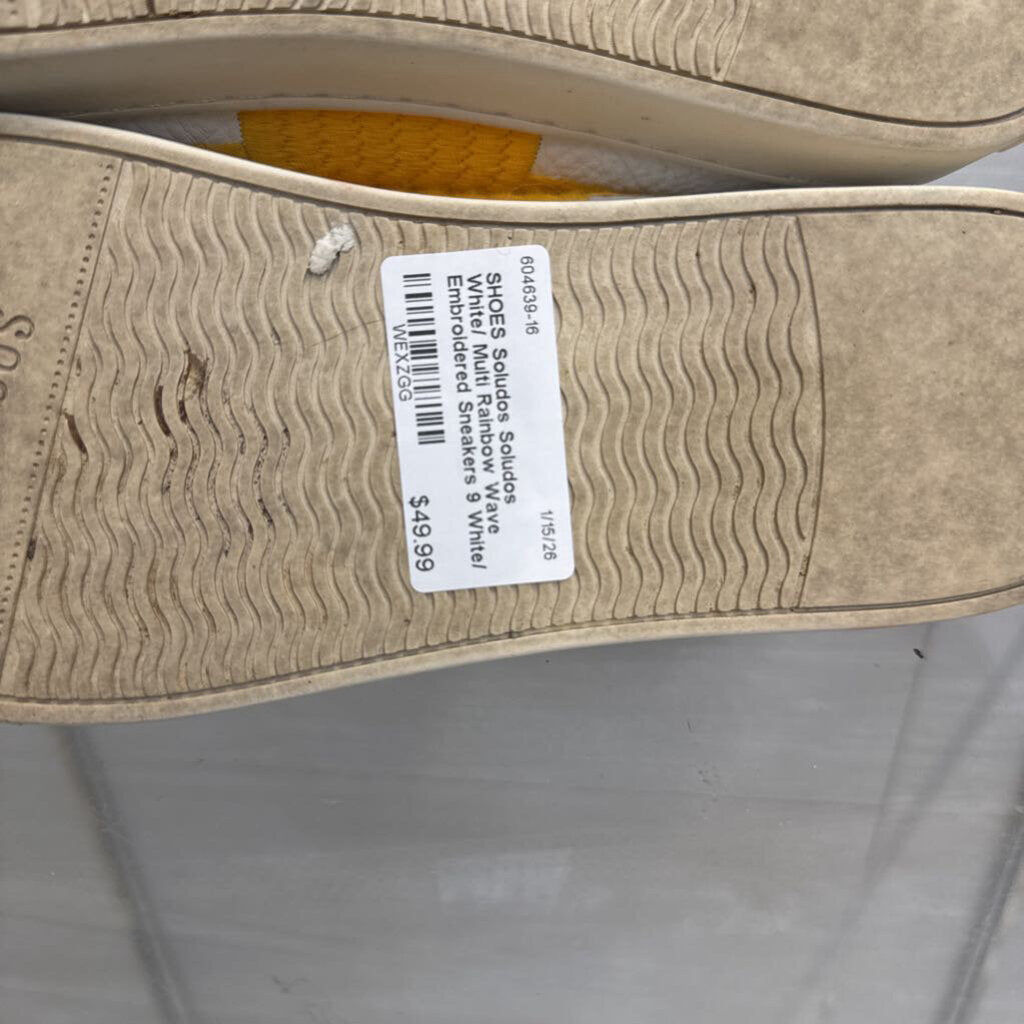 604639-16 1/15/26
SHOES Soludos Soludos
White/ Multi Rainbow Wave
Embroidered Sneakers 9 White/
WEXZGG $49.99